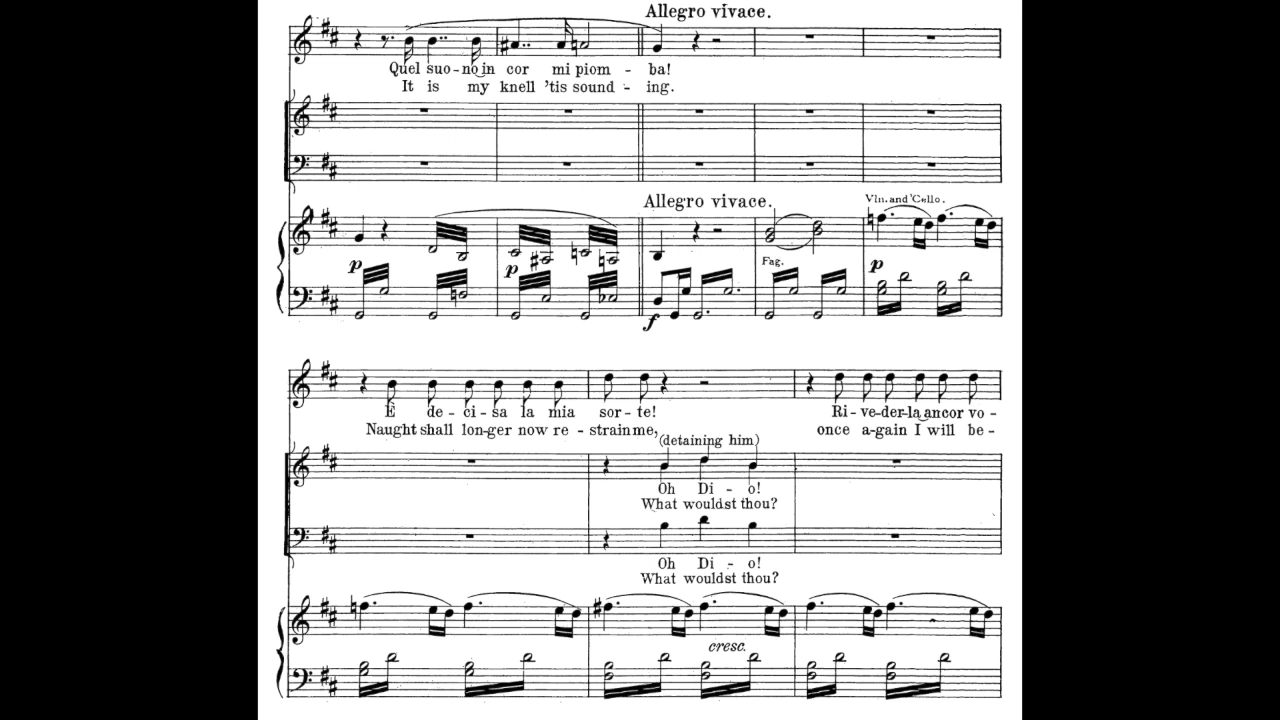 Allegro vivace.
Quel suo - no in cor mi piom - ba!
It is my knell 'tis sound - ing.
Allegro vivace.
Vln. and 'Cello.
p p Fag. p
f
È de - ci - sa la mia sor - te! Ri - ve - der - la ancor vo -
Naught shall lon - ger now re - strain me, once a - gain I will be -
(detaining him)
Oh Di - o!
What wouldst thou?
Oh Di - o!
What wouldst thou?
cresc.